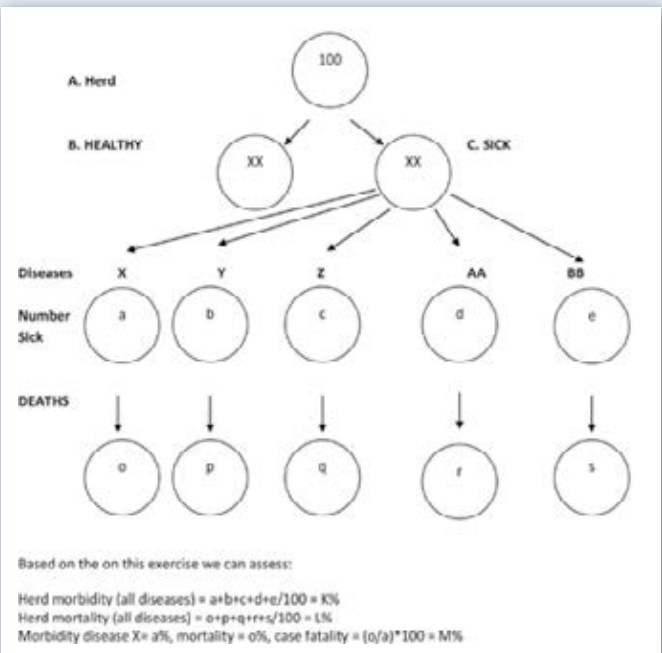 100
A. Herd
B. HEALTHY
XX
XX
C. SICK
Diseases X Y Z AA BB
Number a b c d e
Sick
DEATHS
o p q r s
Based on the on this exercise we can assess:
Herd morbidity (all diseases) = a+b+c+d+e/100 = K%
Herd mortality (all diseases) = o+p+q+r+s/100 = L%
Morbidity disease X= a%, mortality = o%, case fatality = (o/a)*100 = M%